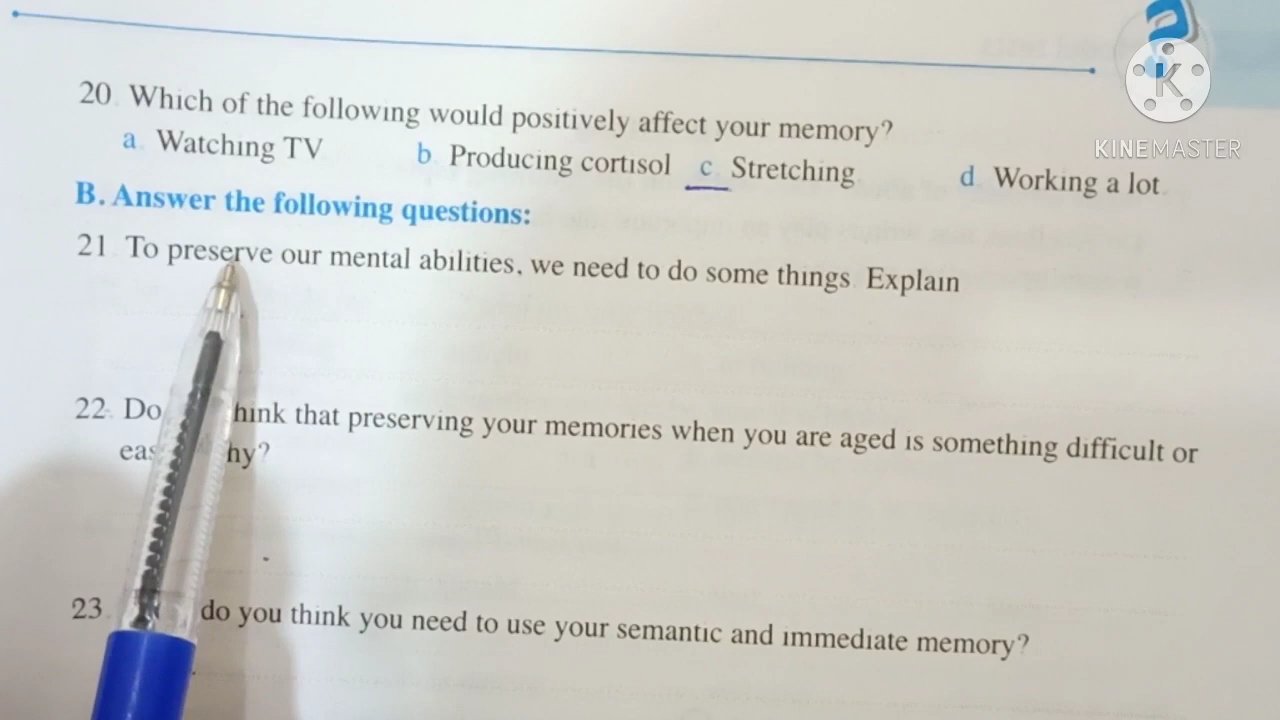 20. Which of the following would positively affect your memory?
a. Watching TV b. Producing cortisol c. Stretching d. Working a lot.
B. Answer the following questions:
21. To preserve our mental abilities, we need to do some things. Explain
22. Do hink that preserving your memories when you are aged is something difficult or
eas hy?
23. do you think you need to use your semantic and immediate memory?
K
KINEMASTER